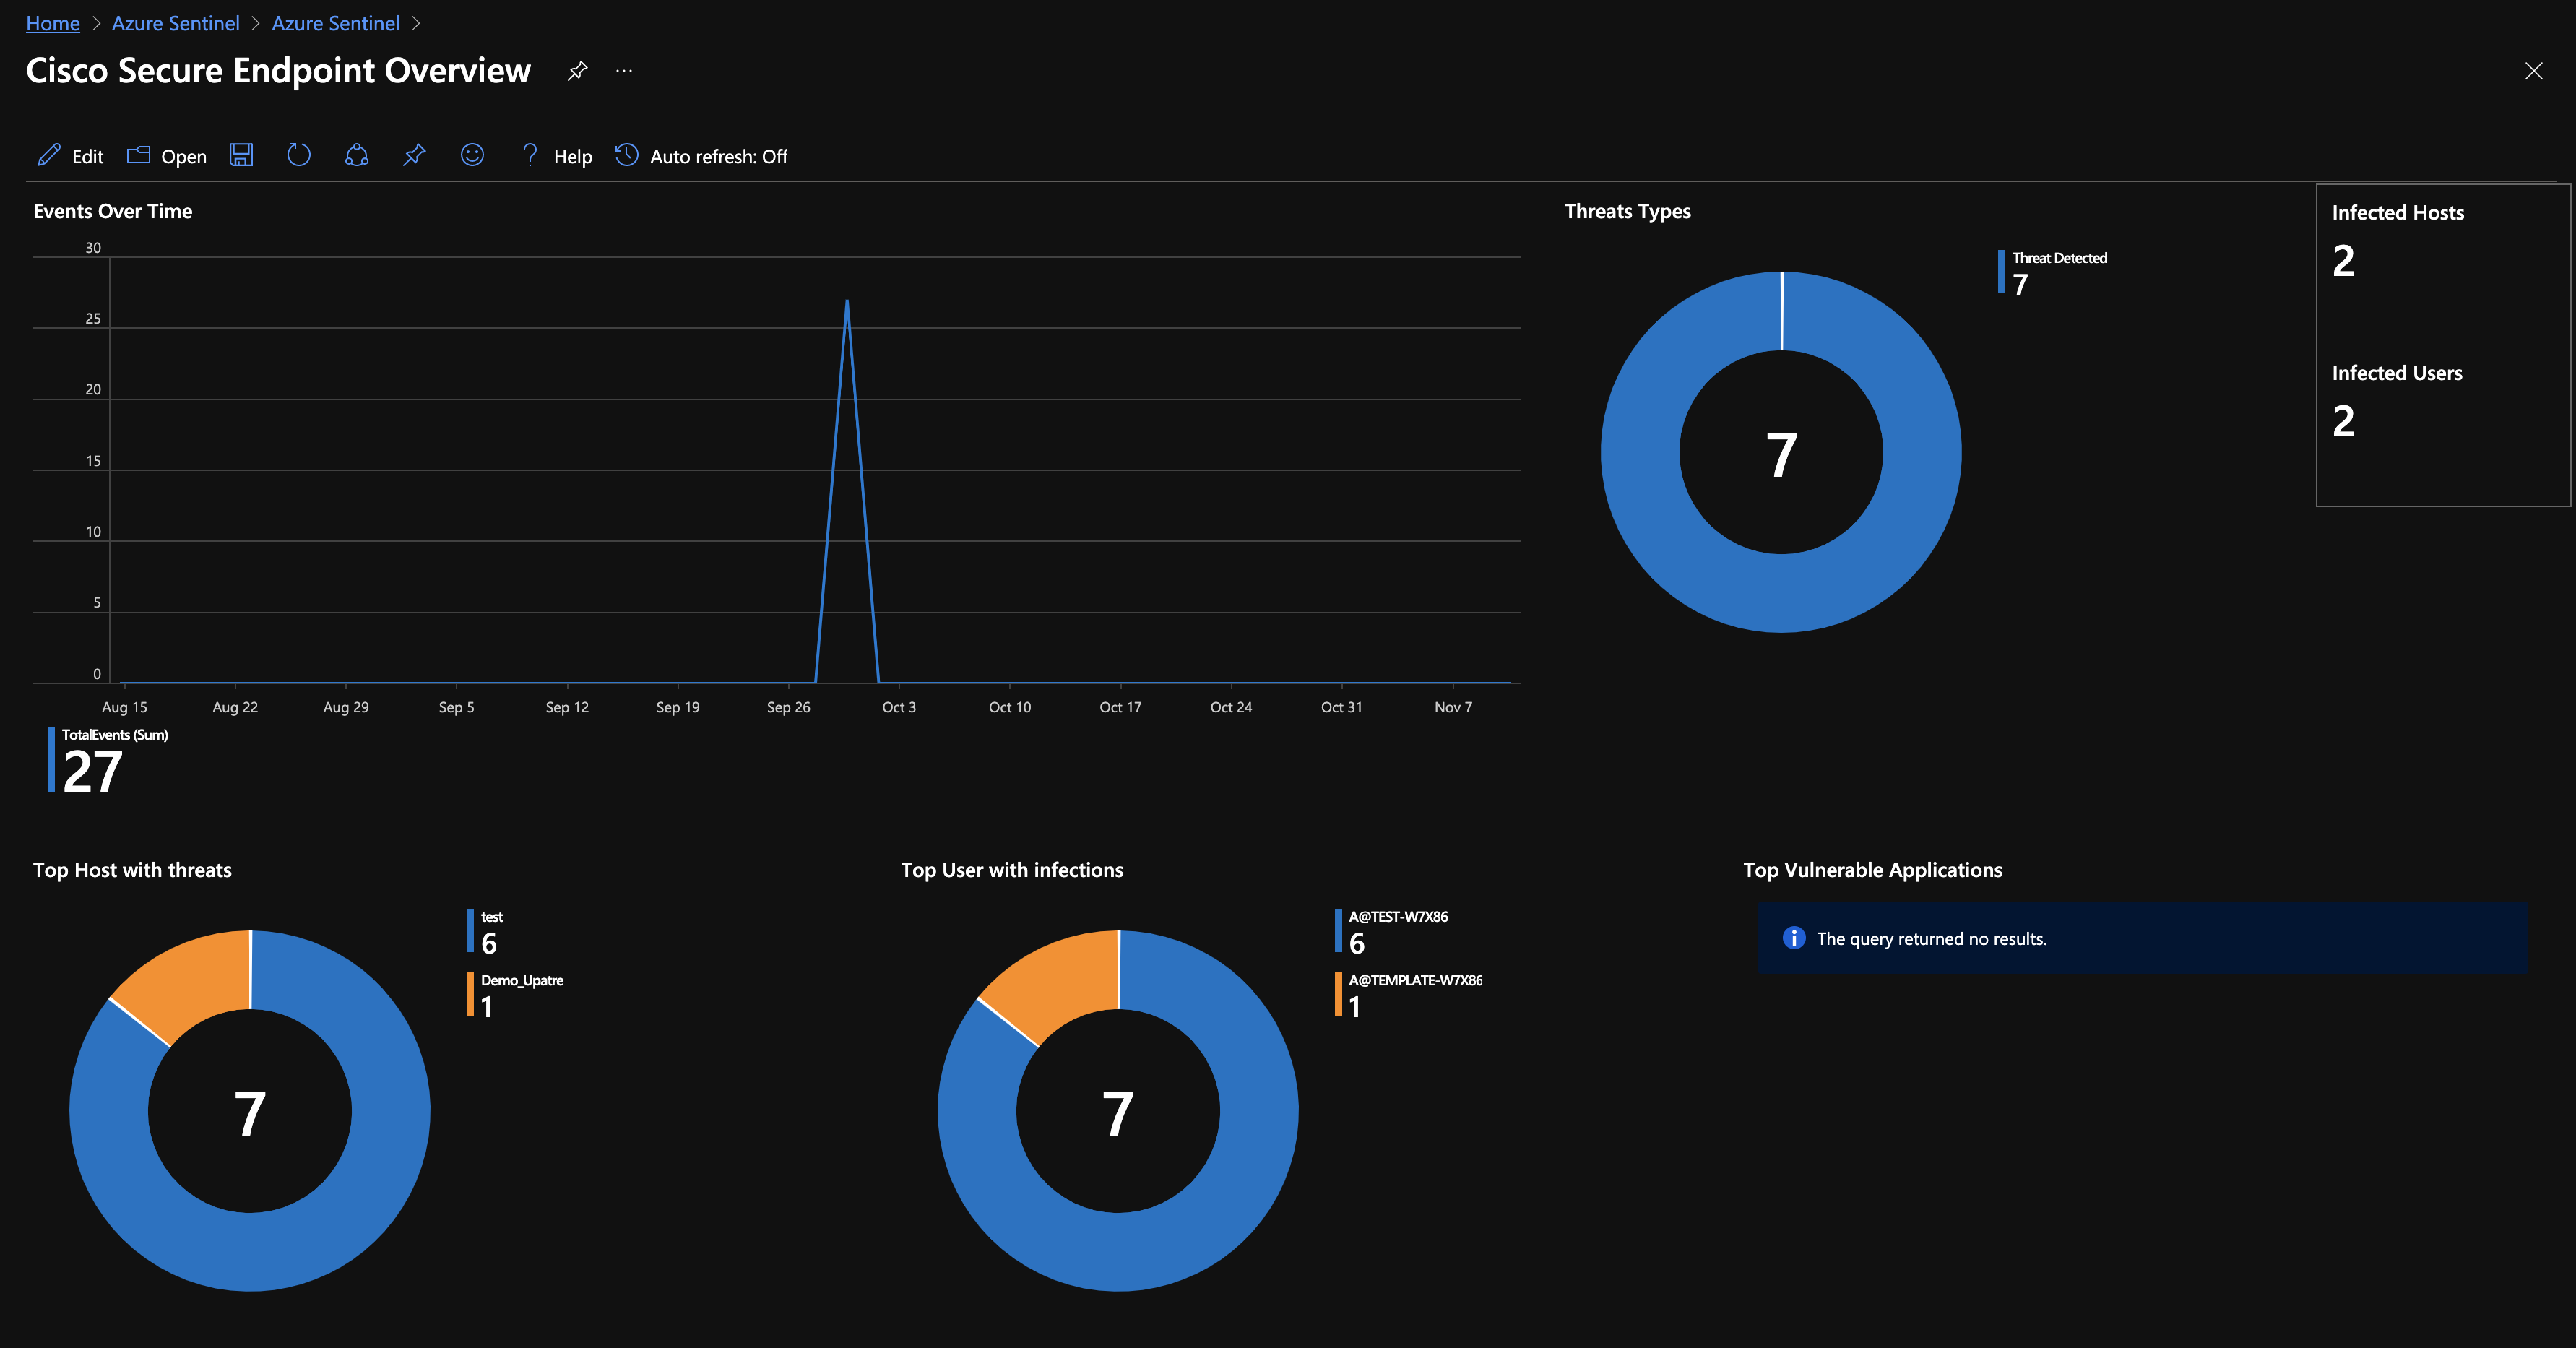 Home > Azure Sentinel > Azure Sentinel >
Cisco Secure Endpoint Overview ...
Edit Open Help Auto refresh: Off
Events Over Time
30
25
20
15
10
5
0
Aug 15 Aug 22 Aug 29 Sep 5 Sep 12 Sep 19 Sep 26 Oct 3 Oct 10 Oct 17 Oct 24 Oct 31 Nov 7
TotalEvents (Sum)
27
Threats Types
7
Threat Detected
7
Infected Hosts
2
Infected Users
2
Top Host with threats
7
test
6
Demo_Upatre
1
Top User with infections
7
A@TEST-W7X86
6
A@TEMPLATE-W7X86
1
Top Vulnerable Applications
The query returned no results.